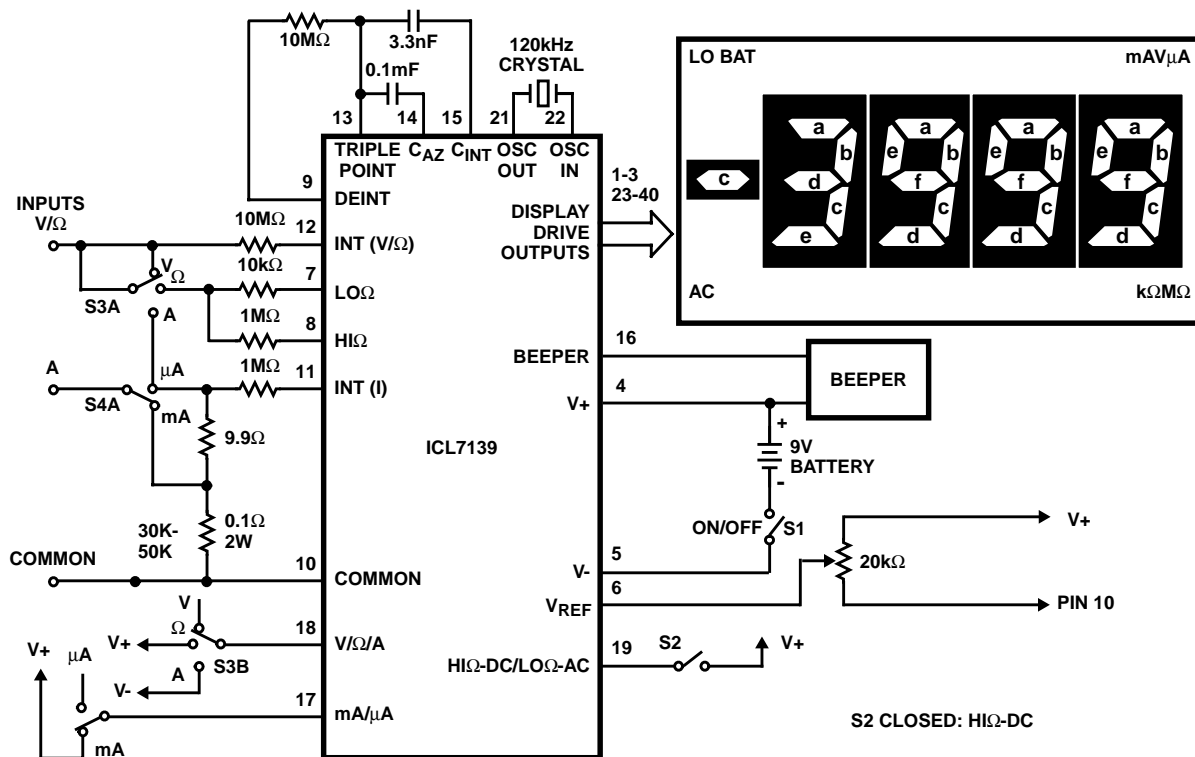 10MΩ
3.3nF
0.1mF
120kHz
CRYSTAL
13
14
15
21
22
TRIPLE
POINT
CAZ
CINT
OSC
OUT
OSC
IN
9
DEINT
INPUTS
V/Ω
10MΩ
12
INT (V/Ω)
V
Ω
10kΩ
7
LOΩ
S3A
A
1MΩ
8
HIΩ
A
µA
1MΩ
11
INT (I)
S4A
mA
9.9Ω
ICL7139
30K-
50K
0.1Ω
2W
COMMON
10
COMMON
V
Ω
V+
18
V/Ω/A
A
S3B
V-
V+
µA
17
mA/µA
mA
1-3
23-40
DISPLAY
DRIVE
OUTPUTS
LO BAT
mAVµA
c
a
b
d
c
e
a
e
b
f
c
d
a
e
b
f
c
d
a
e
b
f
c
d
AC
kΩMΩ
BEEPER
16
BEEPER
V+
4
+
9V
BATTERY
-
ON/OFF
S1
V-
5
VREF
6
20kΩ
V+
PIN 10
HIΩ-DC/LOΩ-AC
19
S2
V+
S2 CLOSED: HIΩ-DC